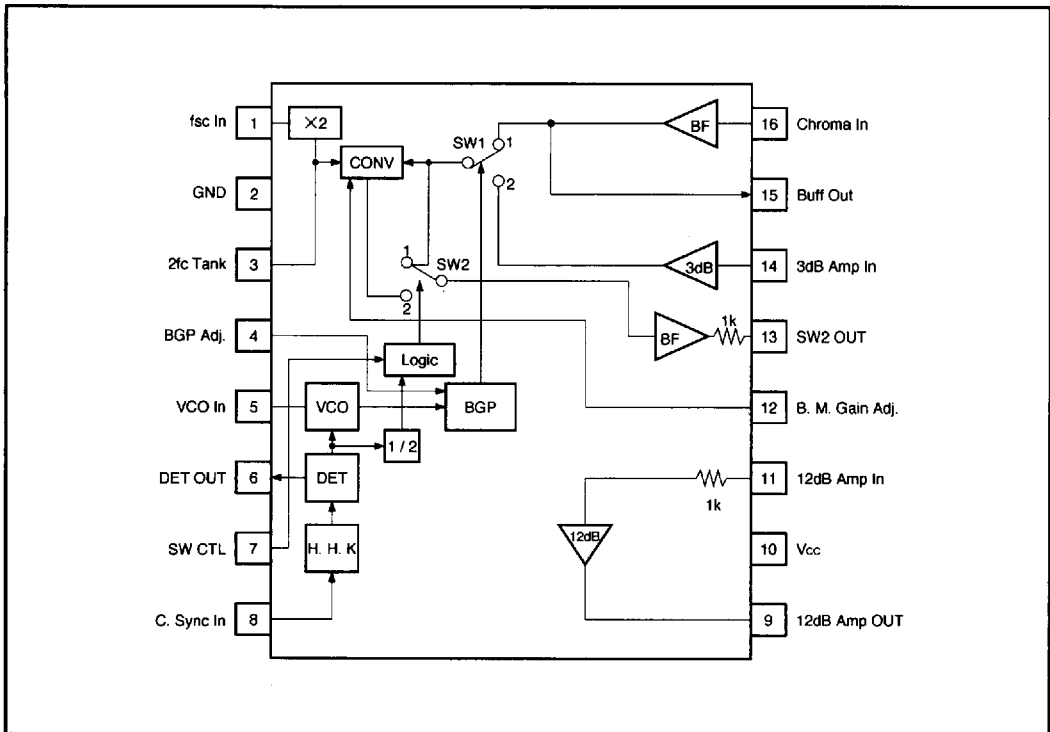 fsc In 1 ×2
BF 16 Chroma In
SW1 1
CONV
2
GND 2
15 Buff Out
2fc Tank 3
1 SW2
3dB 14 3dB Amp In
2
BF 1k 13 SW2 OUT
BGP Adj. 4
Logic
VCO In 5 VCO BGP
12 B. M. Gain Adj.
1 / 2
DET OUT 6 DET
1k 11 12dB Amp In
SW CTL 7 H. H. K
12dB
10 Vcc
C. Sync In 8
9 12dB Amp OUT